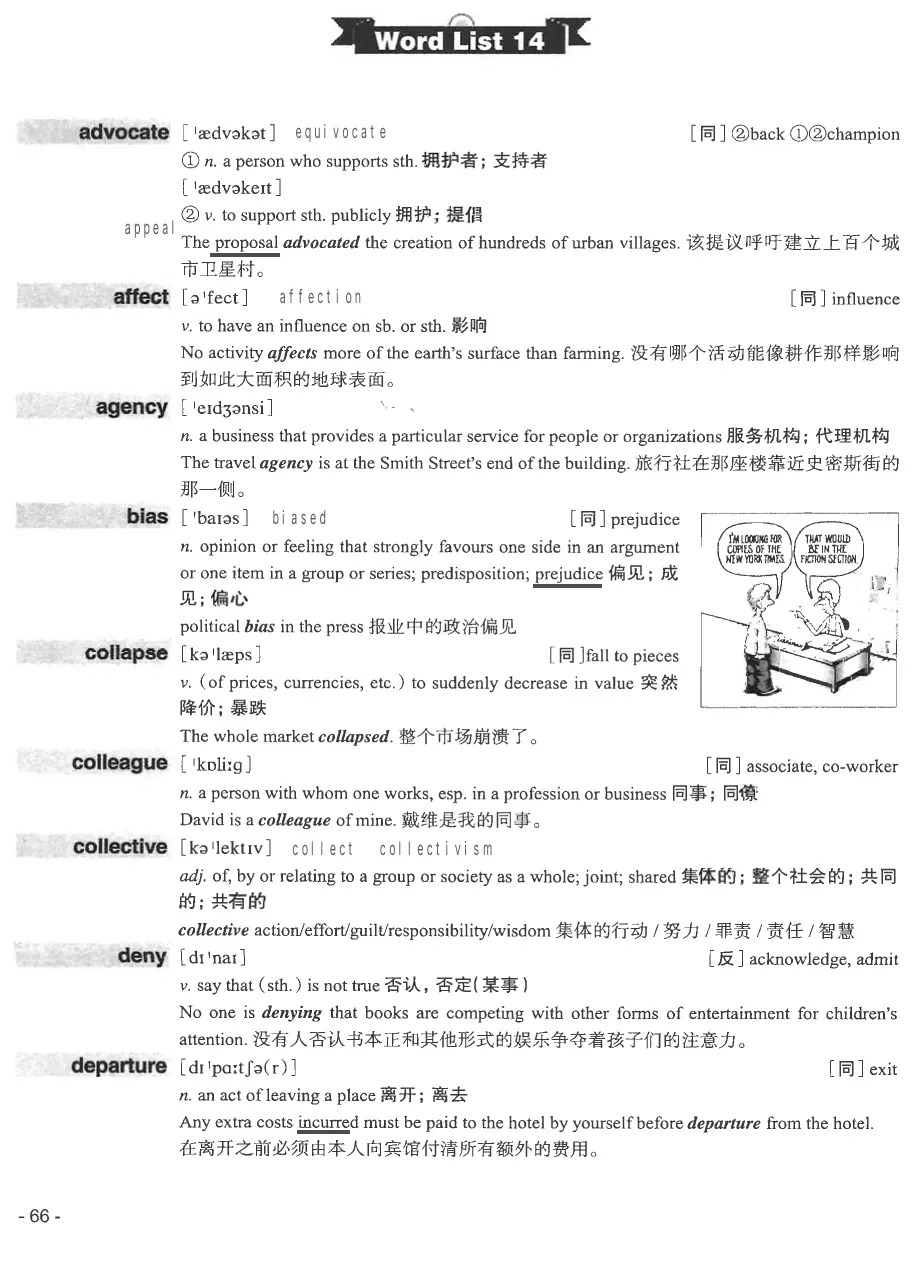 Word List 14
advocate [ ˈædvəkət] equivocate [同] ②back ①②champion
① n. a person who supports sth. 拥护者；支持者
[ ˈædvəkeɪt]
② v. to support sth. publicly 拥护；提倡
appeal
The proposal advocated the creation of hundreds of urban villages. 该提议呼吁建立上百个城
市卫星村。
affect [əˈfect] affection [同] influence
v. to have an influence on sb. or sth. 影响
No activity affects more of the earth's surface than farming. 没有哪个活动能像耕作那样影响
到如此大面积的地球表面。
agency [ ˈeɪdʒənsi]
n. a business that provides a particular service for people or organizations 服务机构；代理机构
The travel agency is at the Smith Street's end of the building. 旅行社在那座楼靠近史密斯街的
那一侧。
bias [ ˈbaɪəs] biased [同] prejudice
n. opinion or feeling that strongly favours one side in an argument
or one item in a group or series; predisposition; prejudice 偏见；成
见；偏心
political bias in the press 报业中的政治偏见
I'M LOOKING FOR
COPIES OF THE
NEW YORK TIMES.
THAT WOULD
BE IN THE
FICTION SECTION.
collapse [kəˈlæps] [同]fall to pieces
v. (of prices, currencies, etc.) to suddenly decrease in value 突然
降价；暴跌
The whole market collapsed. 整个市场崩溃了。
colleague [ ˈkɒliːg] [同] associate, co-worker
n. a person with whom one works, esp. in a profession or business 同事；同僚
David is a colleague of mine. 戴维是我的同事。
collective [kəˈlektɪv] collect collectivism
adj. of, by or relating to a group or society as a whole; joint; shared 集体的；整个社会的；共同
的；共有的
collective action/effort/guilt/responsibility/wisdom 集体的行动 / 努力 / 罪责 / 责任 / 智慧
deny [dɪˈnaɪ] [反] acknowledge, admit
v. say that (sth.) is not true 否认，否定(某事)
No one is denying that books are competing with other forms of entertainment for children's
attention. 没有人否认书本正和其他形式的娱乐争夺着孩子们的注意力。
departure [dɪˈpɑːtʃə(r)] [同] exit
n. an act of leaving a place 离开；离去
Any extra costs incurred must be paid to the hotel by yourself before departure from the hotel.
在离开之前必须由本人向宾馆付清所有额外的费用。
- 66 -